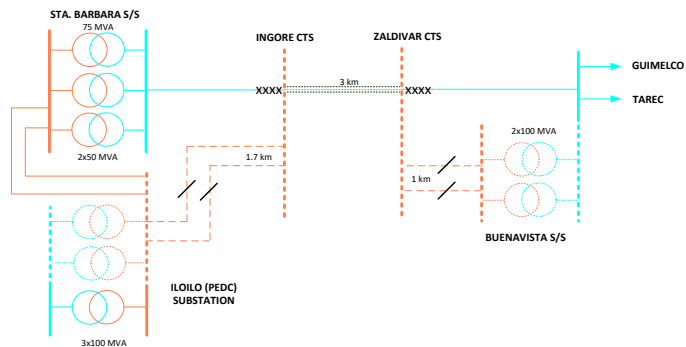 STA. BARBARA S/S
75 MVA
INGORE CTS
ZALDIVAR CTS
GUIMELCO
3 km
XXXX
XXXX
TAREC
2x100 MVA
2x50 MVA
1.7 km
1 km
BUENAVISTA S/S
ILOILO (PEDC)
SUBSTATION
3x100 MVA